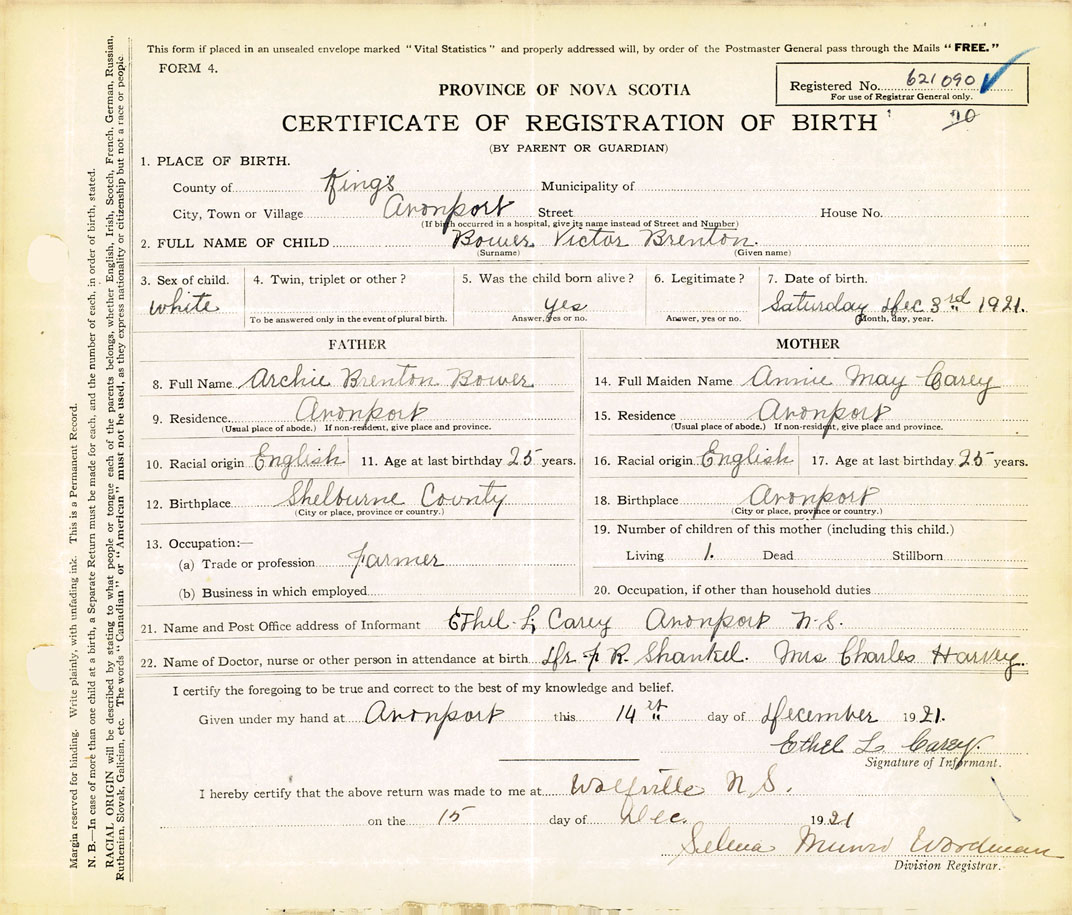 This form if placed in an unsealed envelope marked "Vital Statistics" and properly addressed will, by order of the Postmaster General pass through the Mails "FREE."
FORM 4.
Registered No. 621090
For use of Registrar General only.
PROVINCE OF NOVA SCOTIA
CERTIFICATE OF REGISTRATION OF BIRTH
(BY PARENT OR GUARDIAN)
1. PLACE OF BIRTH.
County of King's Municipality of
City, Town or Village Avonport Street House No.
(If birth occurred in a hospital, give its name instead of Street and Number)
2. FULL NAME OF CHILD Bower Victor Brenton.
(Surname) (Given name)
3. Sex of child. 4. Twin, triplet or other? 5. Was the child born alive? 6. Legitimate? 7. Date of birth.
white yes Saturday Dec 3rd 1921.
To be answered only in the event of plural birth. Answer, yes or no. Answer, yes or no. Month, day, year.
FATHER
8. Full Name Archie Brenton Bower
9. Residence Avonport
(Usual place of abode.) If non-resident, give place and province.
10. Racial origin English 11. Age at last birthday 25 years.
12. Birthplace Shelburne County
(City or place, province or country.)
13. Occupation:—
(a) Trade or profession Farmer
(b) Business in which employed
MOTHER
14. Full Maiden Name Annie May Carey
15. Residence Avonport
(Usual place of abode.) If non-resident, give place and province.
16. Racial origin English 17. Age at last birthday 25 years.
18. Birthplace Avonport
(City or place, province or country.)
19. Number of children of this mother (including this child.)
Living 1. Dead Stillborn
20. Occupation, if other than household duties
21. Name and Post Office address of Informant Ethel L. Carey Avonport N.S.
22. Name of Doctor, nurse or other person in attendance at birth Dr. R. Shankel. Mrs Charles Harvey.
I certify the foregoing to be true and correct to the best of my knowledge and belief.
Given under my hand at Avonport this 14 day of December 1921.
Ethel L. Carey.
Signature of Informant.
I hereby certify that the above return was made to me at Wolfville N.S.
on the 15 day of Dec. 1921
Selena Munro Woodman
Division Registrar.
Margin reserved for binding. Write plainly, with unfading ink. This is a Permanent Record.
N. B.—In case of more than one child at a birth, a Separate Return must be made for each, and the number of each, in order of birth, stated.
RACIAL ORIGIN will be described by stating to what people or tongue each of the parents belongs, whether English, Irish, Scotch, French, German, Russian,
Ruthenian, Slovak, Galician, etc. The words "Canadian" or "American" must not be used, as they express nationality or citizenship but not a race or people